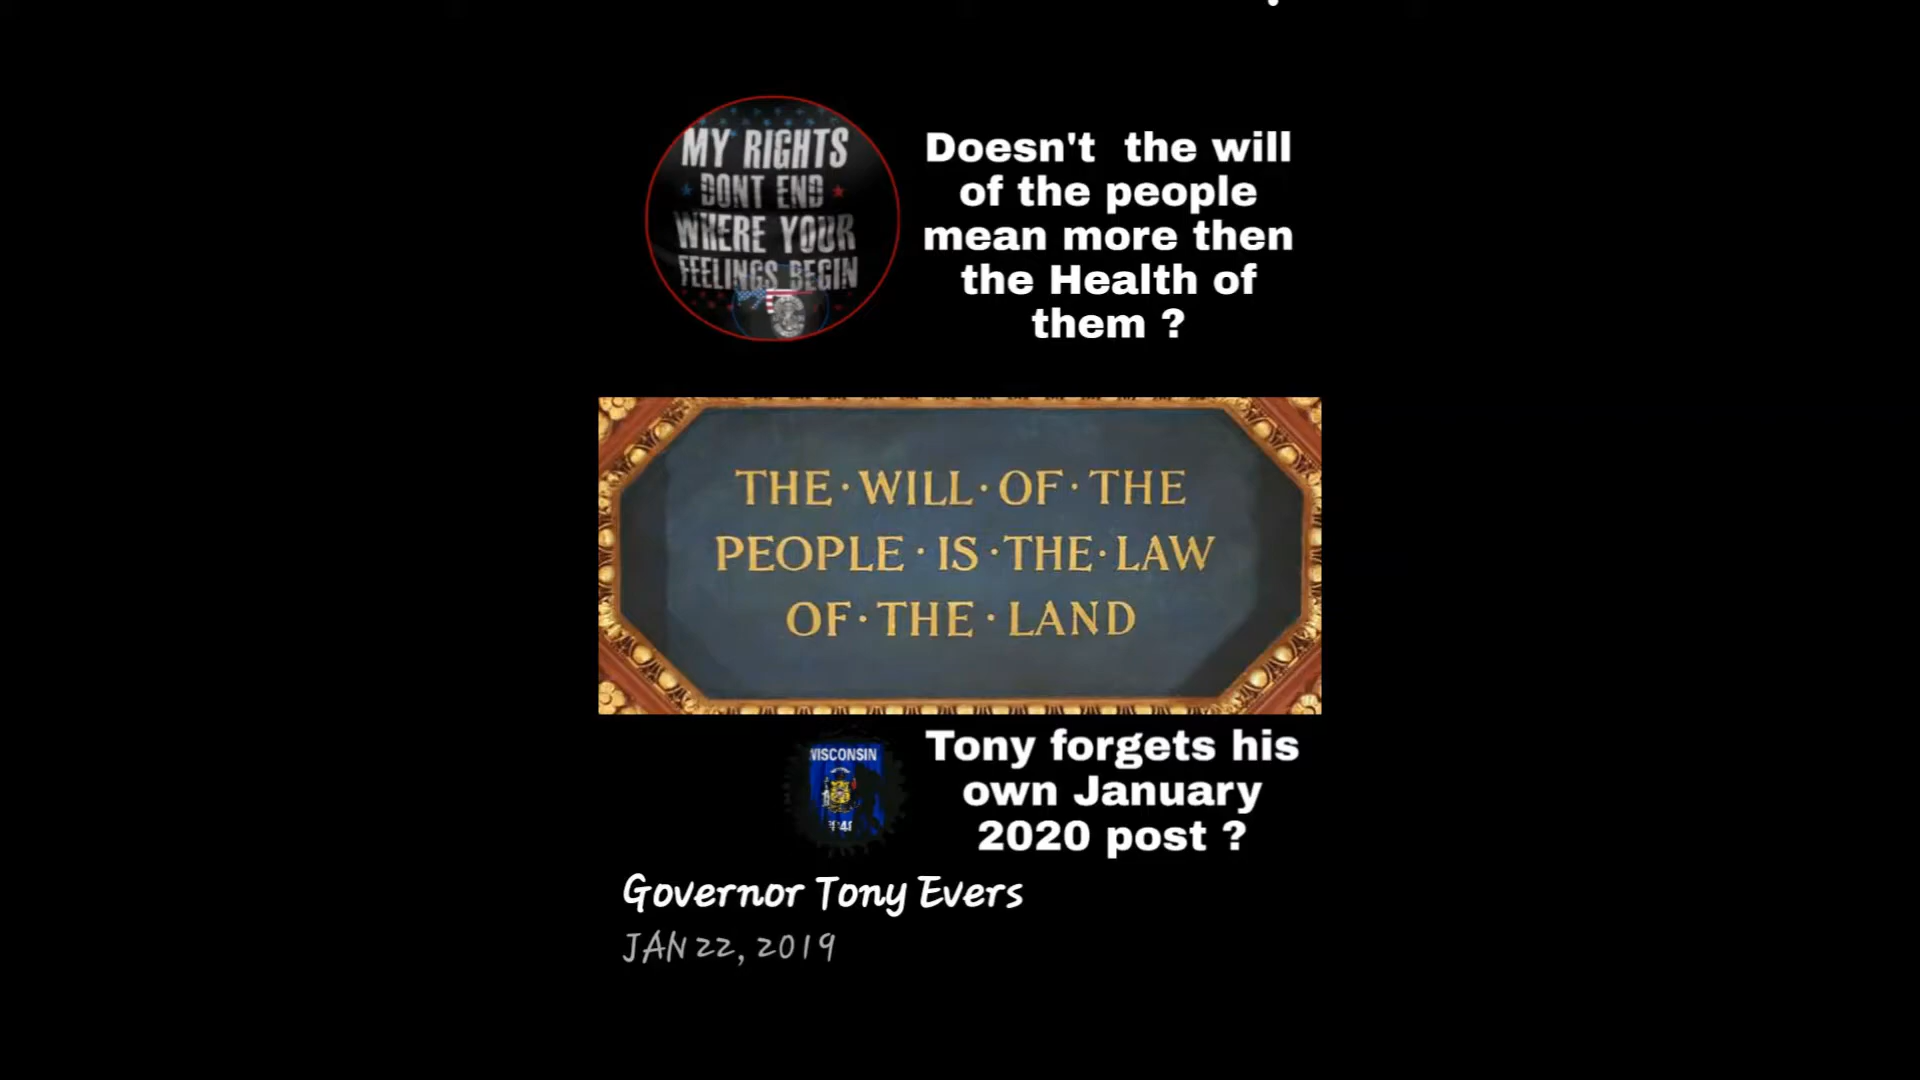 MY RIGHTS
DONT END
WHERE YOUR
FEELINGS BEGIN
Doesn't the will
of the people
mean more then
the Health of
them ?
THE·WILL·OF·THE
PEOPLE·IS·THE·LAW
OF·THE·LAND
WISCONSIN
Tony forgets his
own January
2020 post ?
Governor Tony Evers
JAN 22, 2019